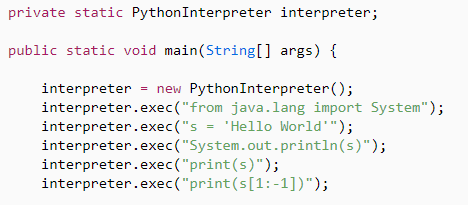 private static PythonInterpreter interpreter;
public static void main(String[] args) {
interpreter = new PythonInterpreter();
interpreter.exec("from java.lang import System");
interpreter.exec("s = 'Hello World'");
interpreter.exec("System.out.println(s)");
interpreter.exec("print(s)");
interpreter.exec("print(s[1:-1])");